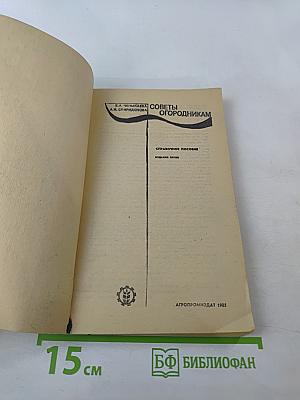 СОВЕТЫ
ОГОРОДНИКАМ
СПРАВОЧНОЕ ПОСОБИЕ
АГРОПРОМИЗДАТ 1985
15 СМ
БФ БИБЛИОФАН